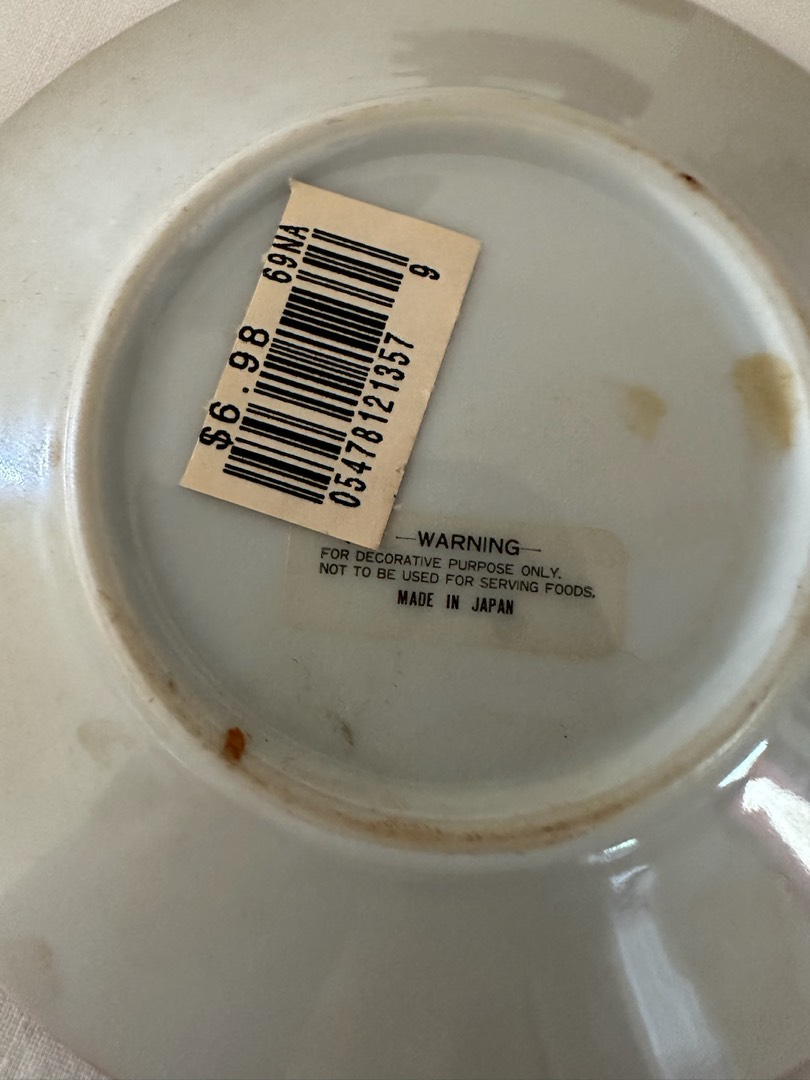 $6.98 69NA
054781213579
—WARNING—
FOR DECORATIVE PURPOSE ONLY.
NOT TO BE USED FOR SERVING FOODS.
MADE IN JAPAN